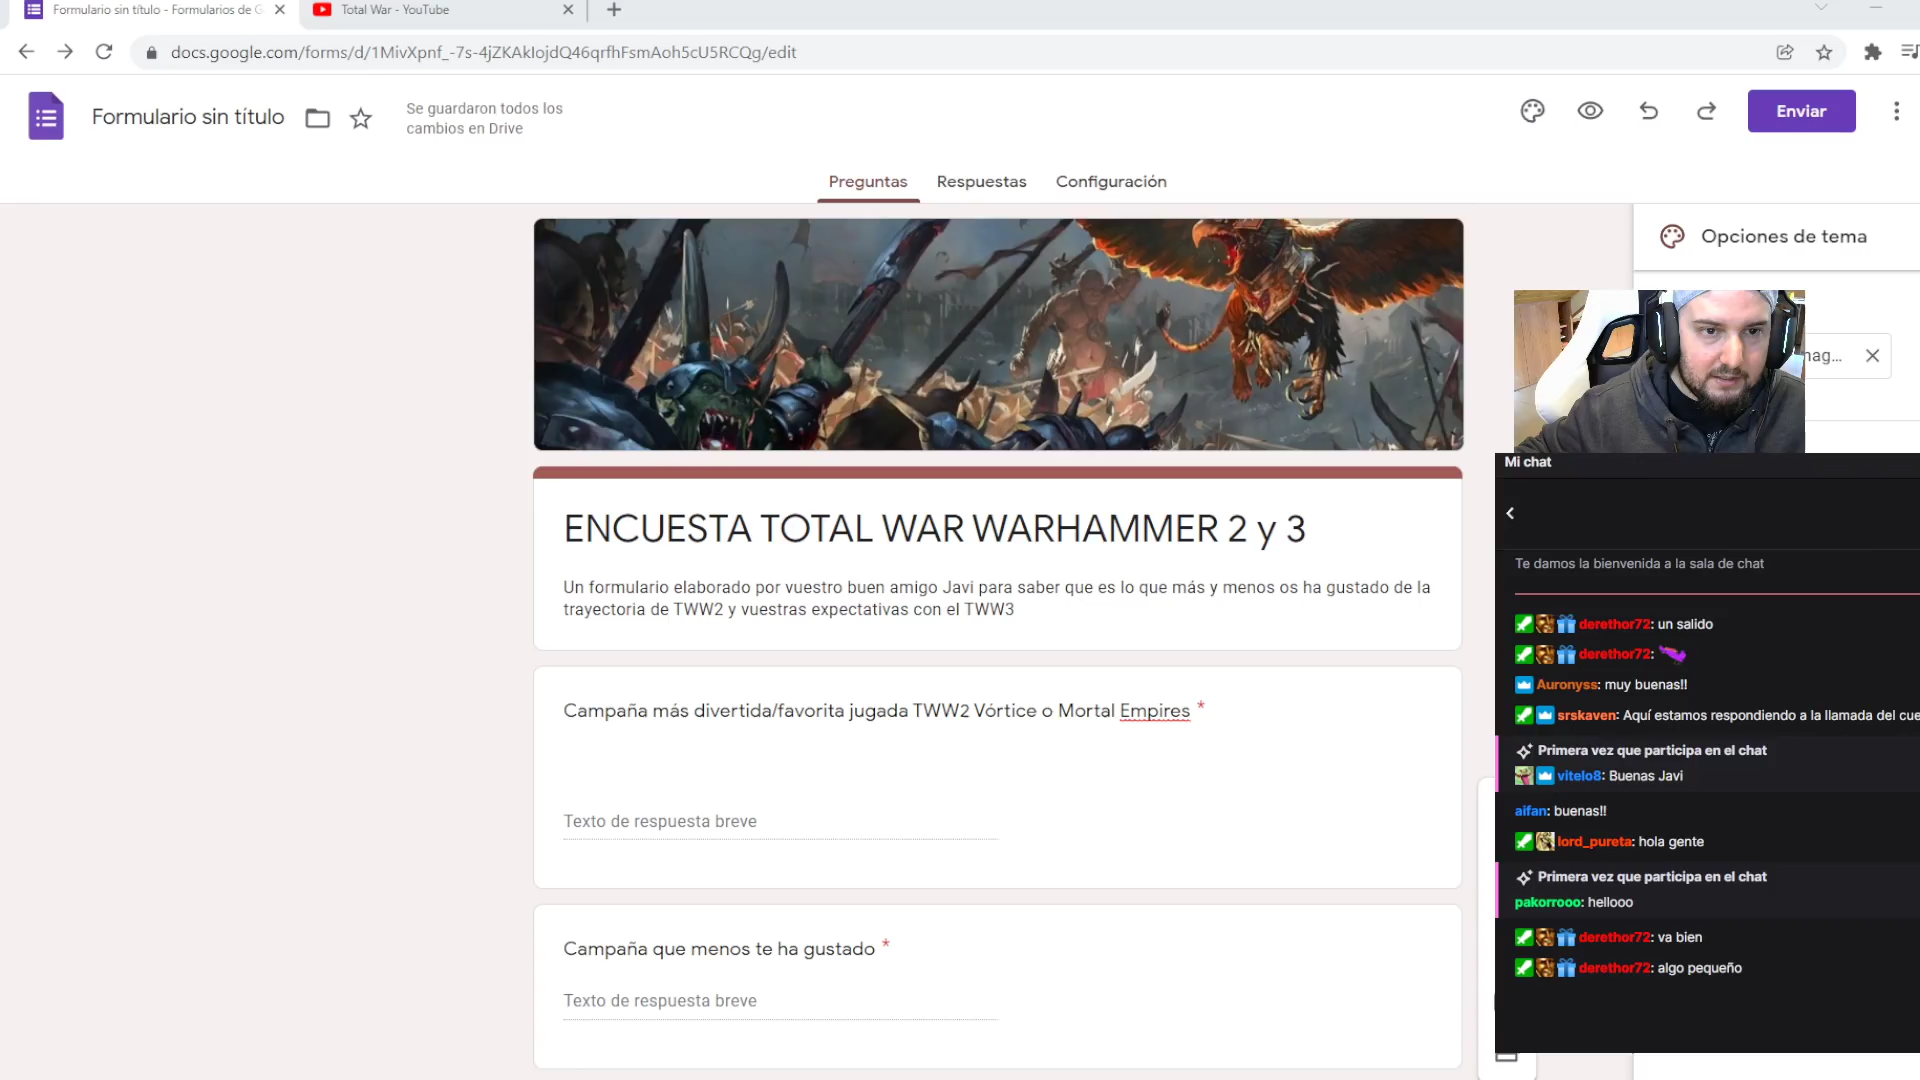 Formulario sin título - Formularios de G
Total War - YouTube
docs.google.com/forms/d/1MivXpnf_-7s-4jZKAkIojdQ46qrfhFsmAoh5cU5RCQg/edit
Formulario sin título
Se guardaron todos los
cambios en Drive
Enviar
Preguntas
Respuestas
Configuración
Opciones de tema
mag...
ENCUESTA TOTAL WAR WARHAMMER 2 y 3
Un formulario elaborado por vuestro buen amigo Javi para saber que es lo que más y menos os ha gustado de la
trayectoria de TWW2 y vuestras expectativas con el TWW3
Campaña más divertida/favorita jugada TWW2 Vórtice o Mortal Empires *
Texto de respuesta breve
Campaña que menos te ha gustado *
Texto de respuesta breve
Mi chat
Te damos la bienvenida a la sala de chat
derethor72: un salido
derethor72:
Auronyss: muy buenas!!
srskaven: Aquí estamos respondiendo a la llamada del cue
Primera vez que participa en el chat
vitelo8: Buenas Javi
aifan: buenas!!
lord_pureta: hola gente
Primera vez que participa en el chat
pakorrooo: hellooo
derethor72: va bien
derethor72: algo pequeño